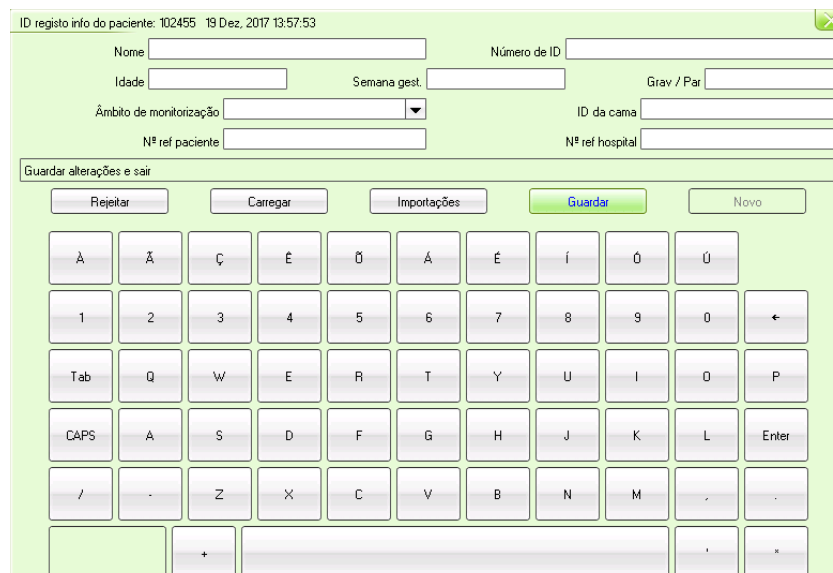 ID registo info do paciente: 102455 19 Dez, 2017 13:57:53
Nome Número de ID
Idade Semana gest. Grav / Par
Âmbito de monitorização ID da cama
Nº ref paciente Nº ref hospital
Guardar alterações e sair
Rejeitar Carregar Importações Guardar Novo
À Ã Ç Ê Õ Á É Í Ó Ú
1 2 3 4 5 6 7 8 9 0 ←
Tab Q W E R T Y U I O P
CAPS A S D F G H J K L Enter
/ - Z X C V B N M , .
+ ' *